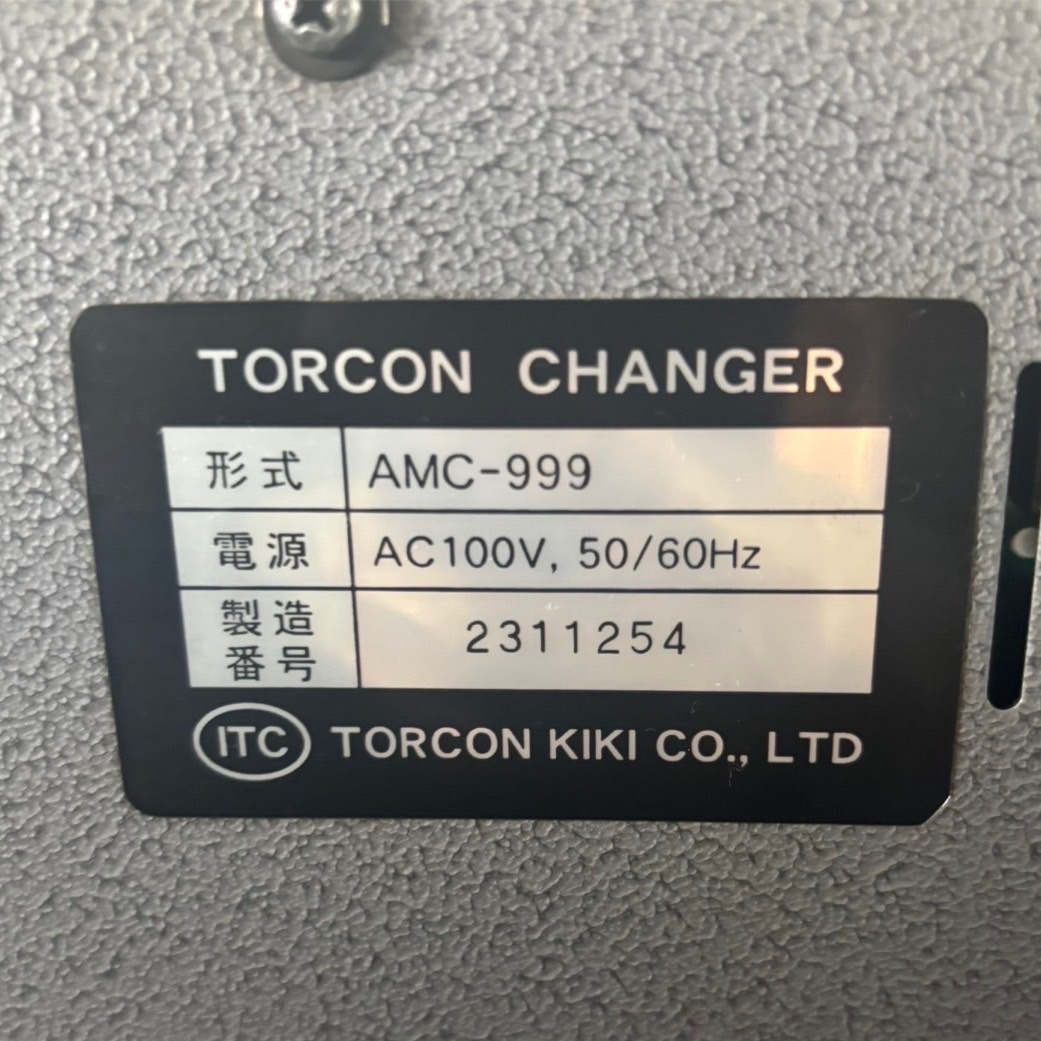 TORCON CHANGER
形式 AMC-999
電源 AC100V, 50/60Hz
製造
番号 2311254
ITC TORCON KIKI CO., LTD